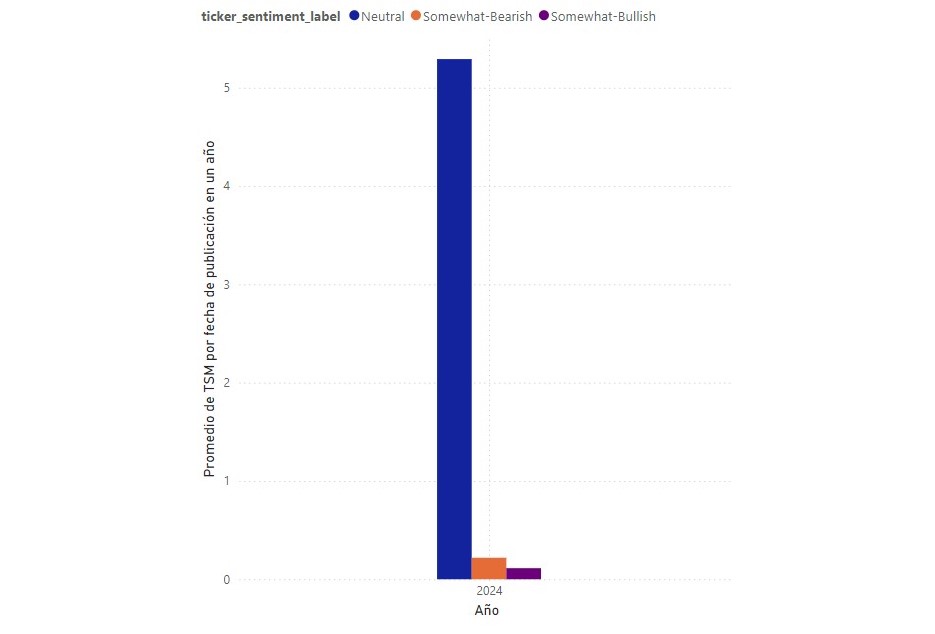 ticker_sentiment_label Neutral Somewhat-Bearish Somewhat-Bullish
Promedio de TSM por fecha de publicación en un año
5
4
3
2
1
0
2024
Año